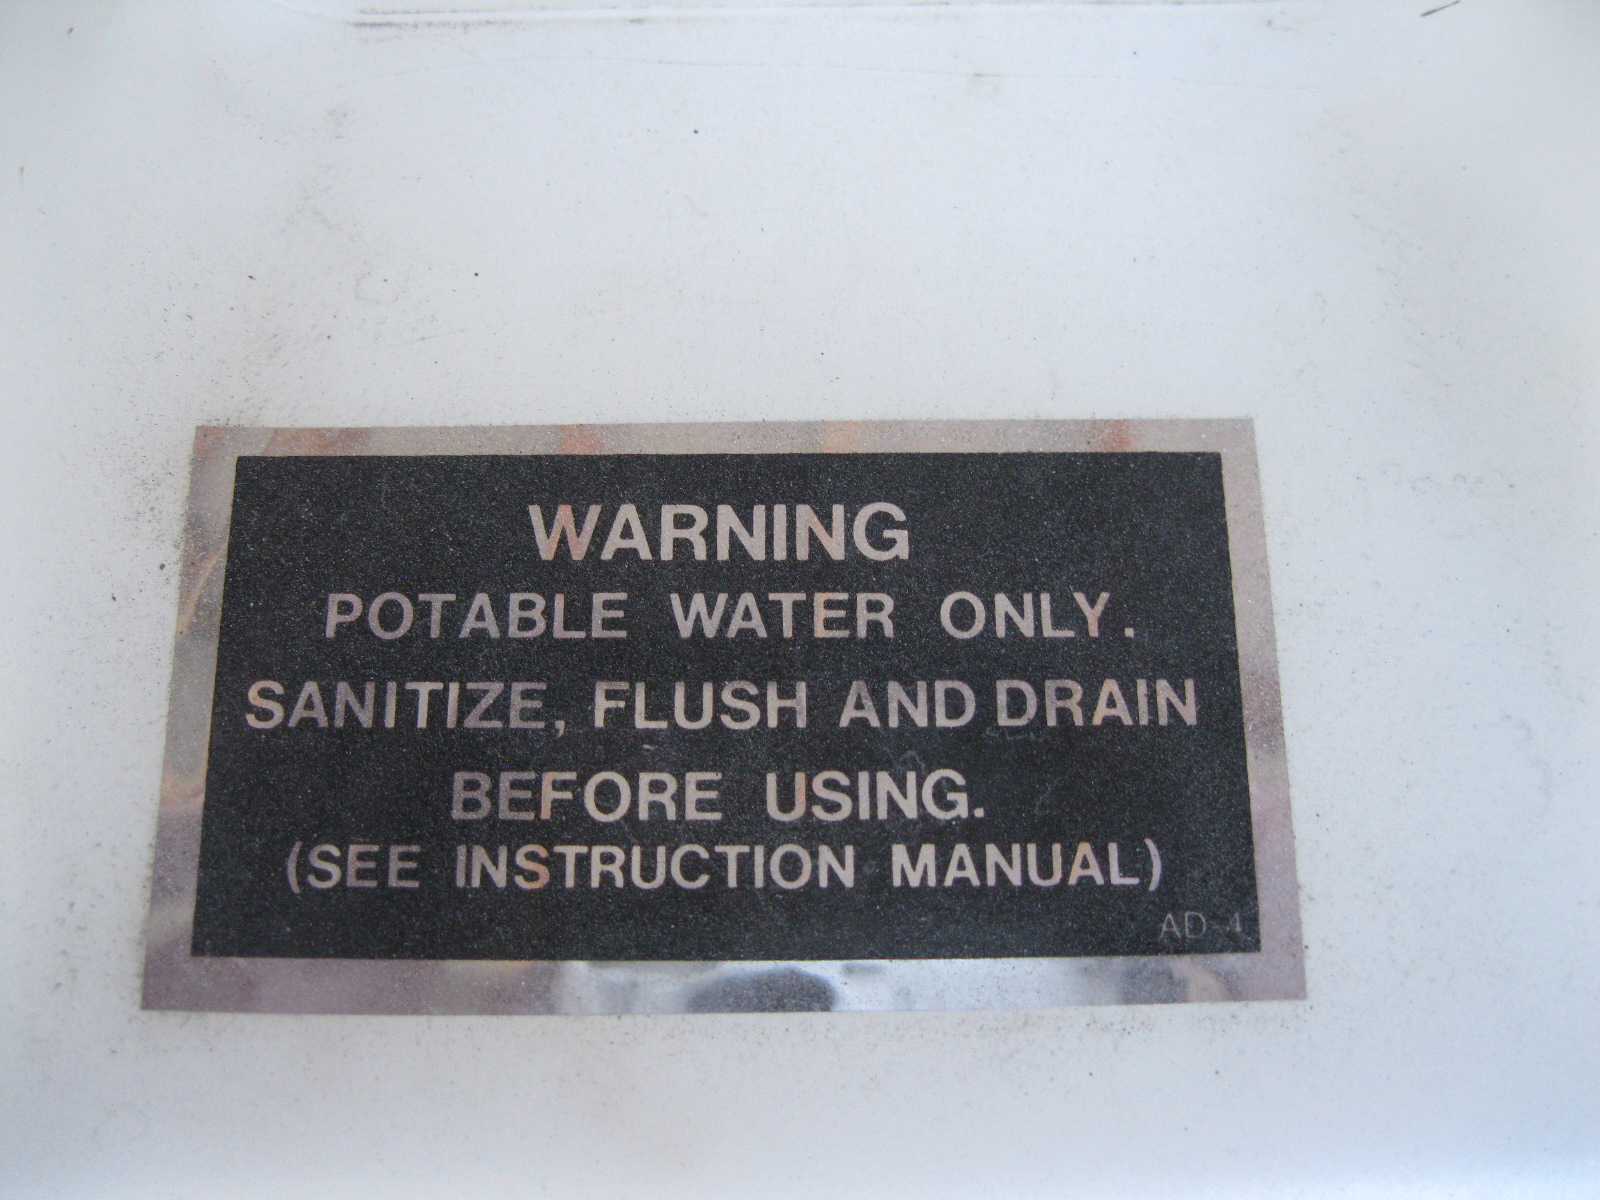 WARNING
POTABLE WATER ONLY.
SANITIZE, FLUSH AND DRAIN
BEFORE USING.
(SEE INSTRUCTION MANUAL)
AD-4